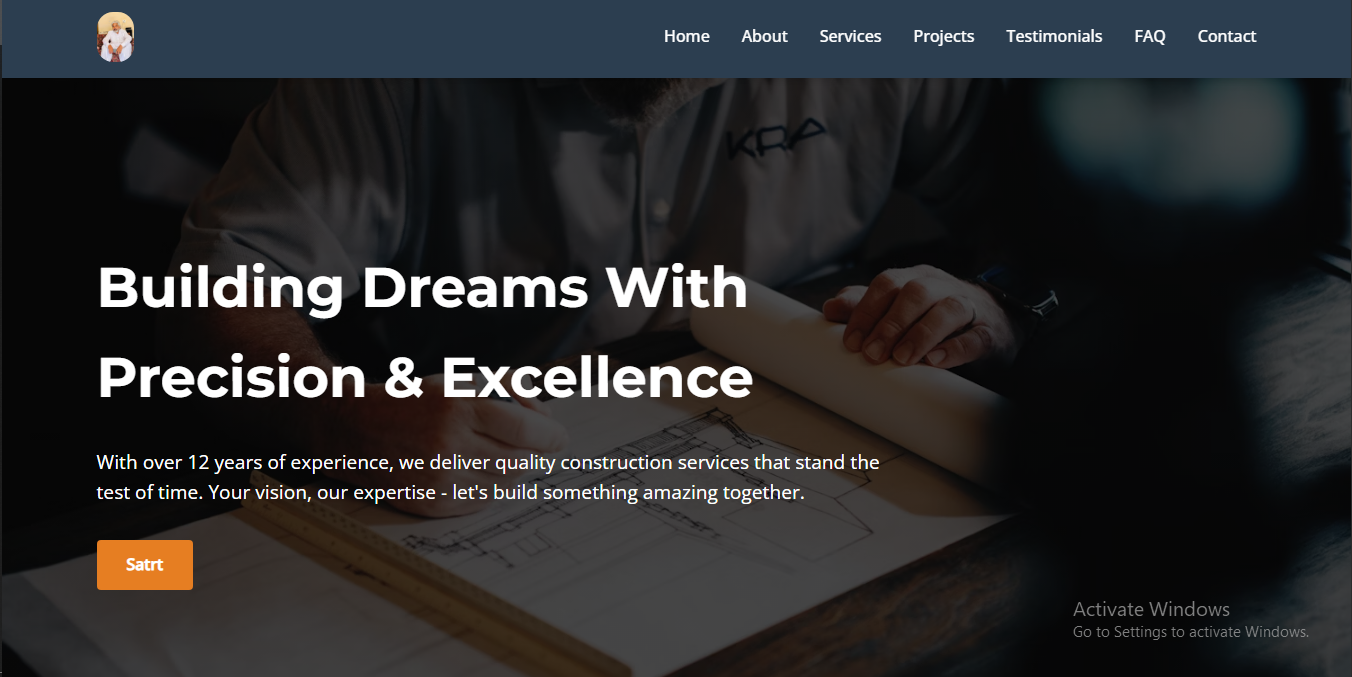 Home About Services Projects Testimonials FAQ Contact
KRA
Building Dreams With
Precision & Excellence
With over 12 years of experience, we deliver quality construction services that stand the
test of time. Your vision, our expertise - let's build something amazing together.
Satrt
Activate Windows
Go to Settings to activate Windows.